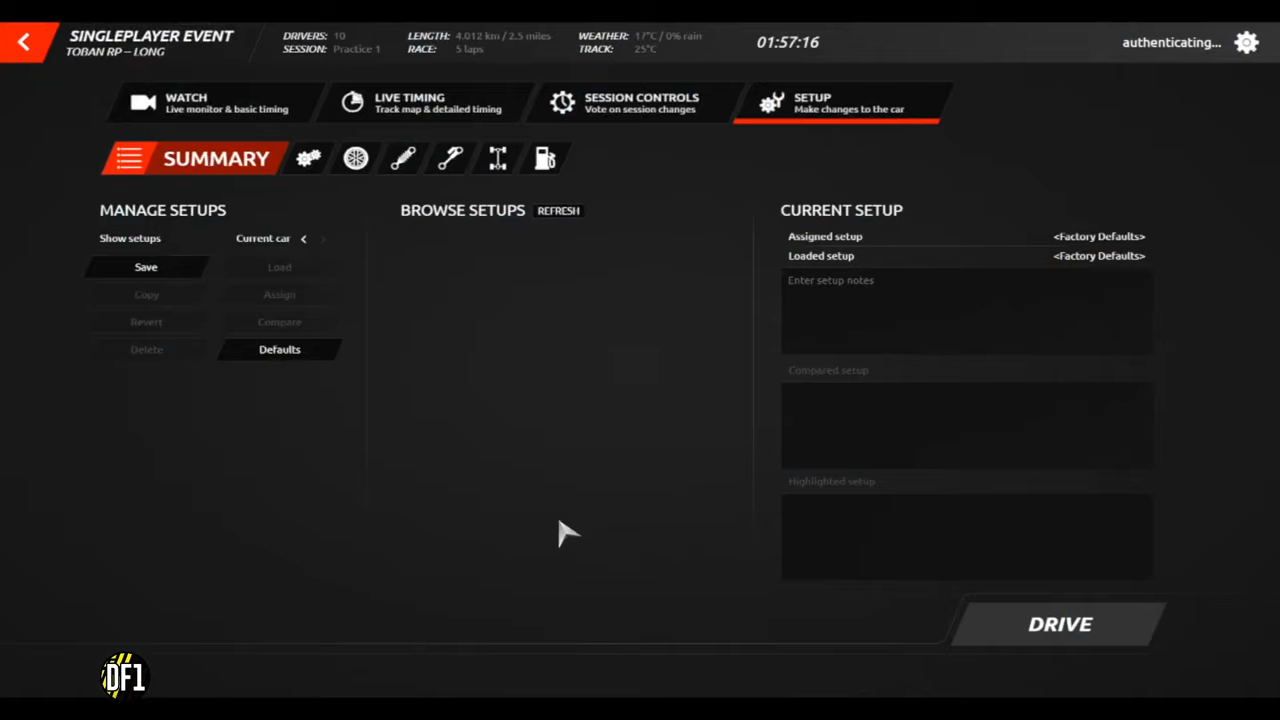 SINGLEPLAYER EVENT
TOBAN RP – LONG
DRIVERS: 10
SESSION: Practice 1
LENGTH: 4.012 km / 2.5 miles
RACE: 5 laps
WEATHER: 17°C / 0% rain
TRACK: 25°C
01:57:16
authenticating...
WATCH
Live monitor & basic timing
LIVE TIMING
Track map & detailed timing
SESSION CONTROLS
Vote on session changes
SETUP
Make changes to the car
SUMMARY
MANAGE SETUPS
Show setups Current car
Save Load
Copy Assign
Revert Compare
Delete Defaults
BROWSE SETUPS REFRESH
CURRENT SETUP
Assigned setup <Factory Defaults>
Loaded setup <Factory Defaults>
Enter setup notes
Compared setup
Highlighted setup
DRIVE
DF1